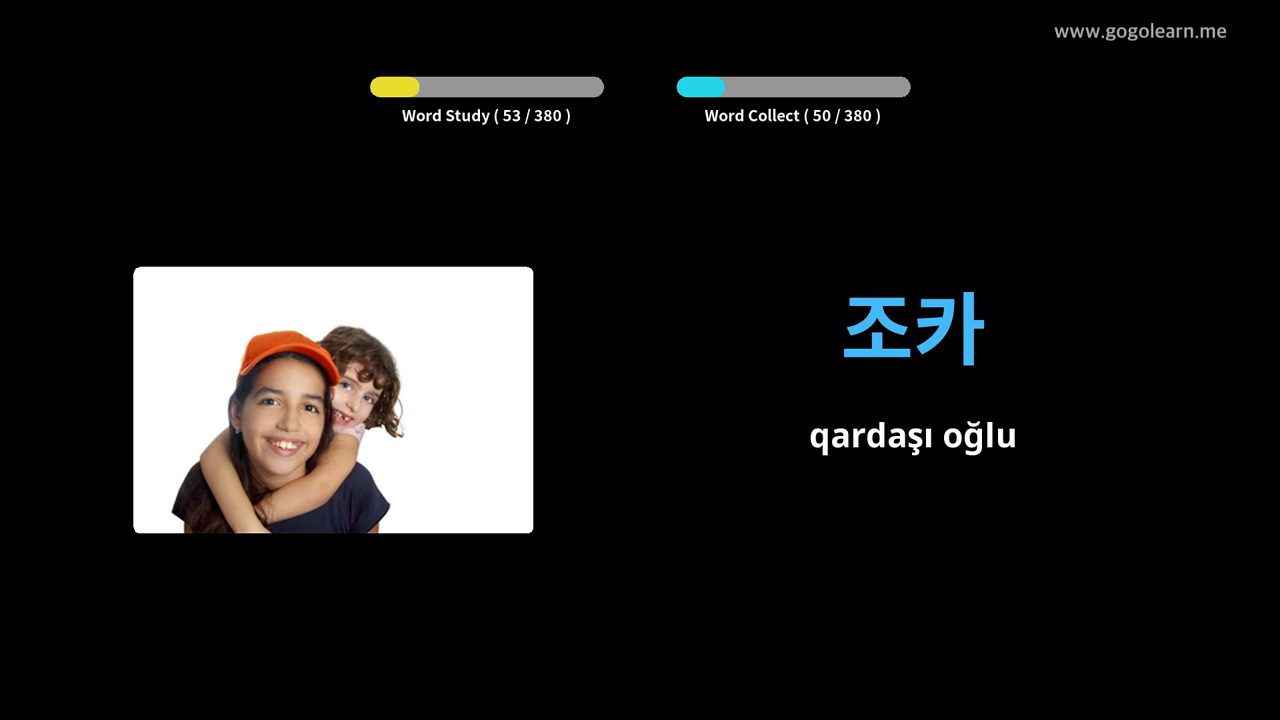 www.gogolearn.me
Word Study ( 53 / 380 )
Word Collect ( 50 / 380 )
조카
qardaşı oğlu